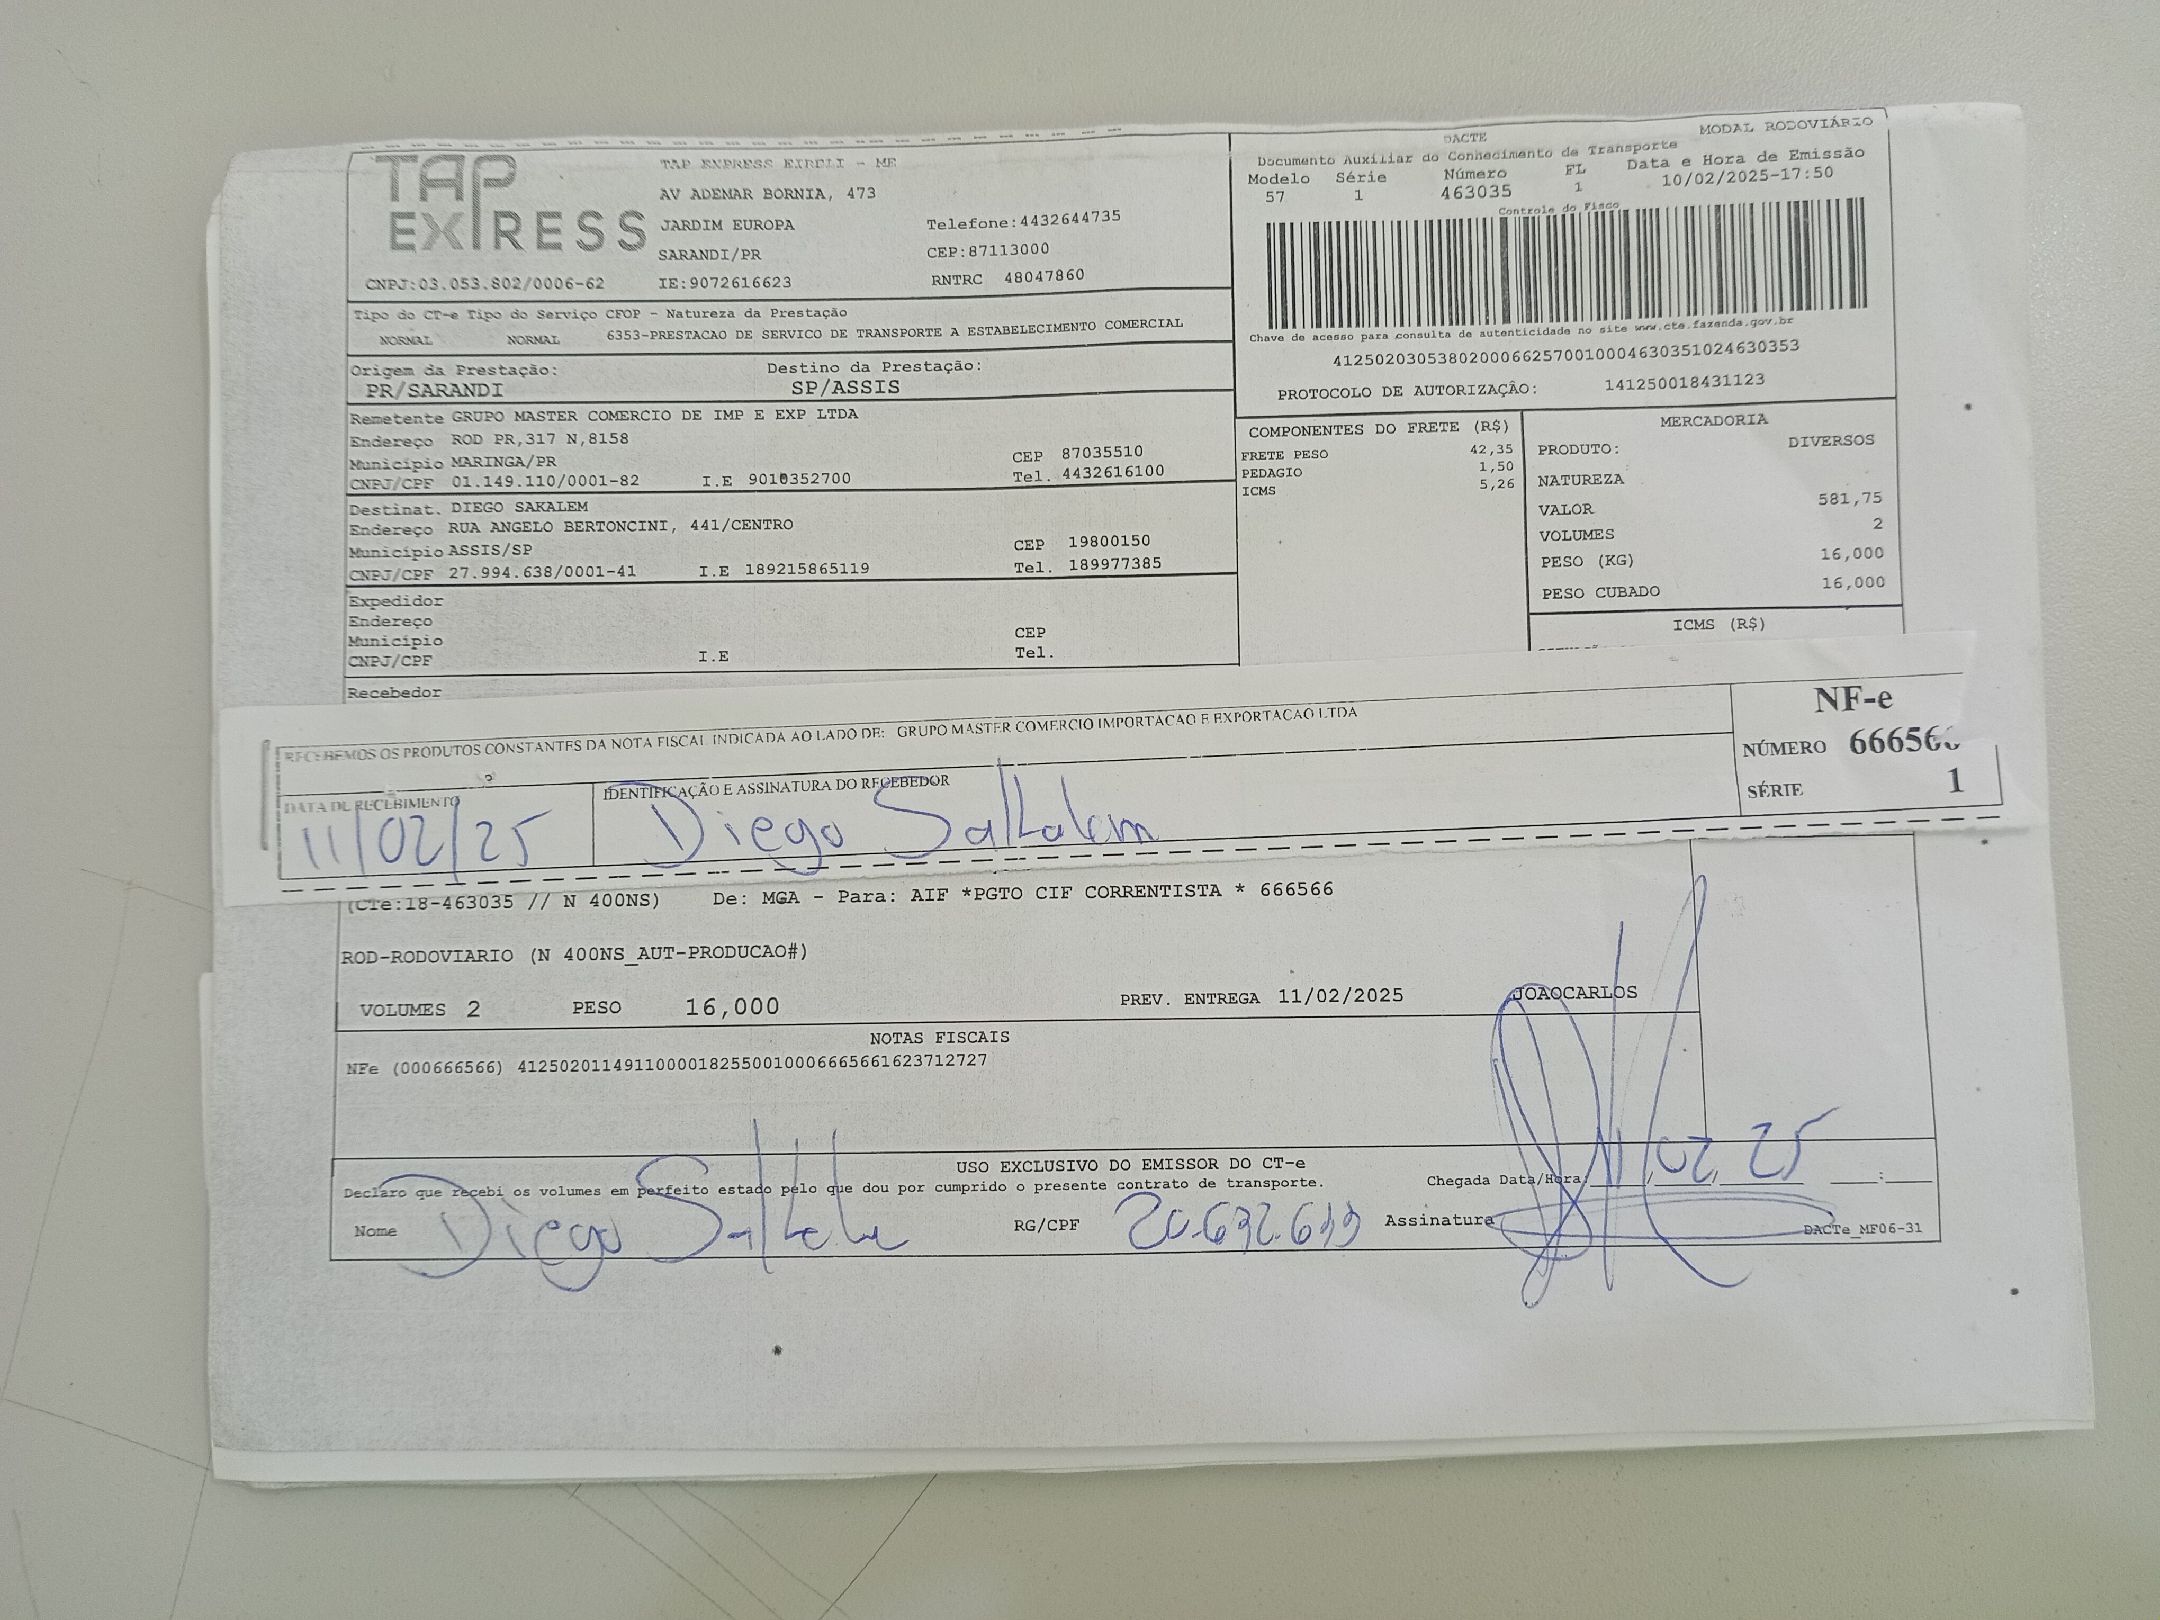 TAP EXPRESS
TAP EXPRESS EIRELI - ME
AV ADEMAR BORNIA, 473
JARDIM EUROPA Telefone:4432644735
SARANDI/PR CEP:87113000
CNPJ:03.053.802/0006-62 IE:9072616623 RNTRC 48047860
DACTE MODAL RODOVIÁRIO
Documento Auxiliar do Conhecimento de Transporte
Modelo Série Número FL Data e Hora de Emissão
57 1 463035 1 10/02/2025-17:50
Controle do Fisco
Chave de acesso para consulta de autenticidade no site www.cte.fazenda.gov.br
41250203053802000662570010004630351024630353
PROTOCOLO DE AUTORIZAÇÃO: 141250018431123
Tipo do CT-e Tipo do Serviço CFOP - Natureza da Prestação
NORMAL NORMAL 6353-PRESTACAO DE SERVICO DE TRANSPORTE A ESTABELECIMENTO COMERCIAL
Origem da Prestação: Destino da Prestação:
PR/SARANDI SP/ASSIS
Remetente GRUPO MASTER COMERCIO DE IMP E EXP LTDA
Endereço ROD PR,317 N,8158
Município MARINGA/PR CEP 87035510
CNPJ/CPF 01.149.110/0001-82 I.E 9010352700 Tel. 4432616100
Destinat. DIEGO SAKALEM
Endereço RUA ANGELO BERTONCINI, 441/CENTRO
Município ASSIS/SP CEP 19800150
CNPJ/CPF 27.994.638/0001-41 I.E 189215865119 Tel. 189977385
Expedidor
Endereço
Município CEP
CNPJ/CPF I.E Tel.
Recebedor
COMPONENTES DO FRETE (R$)
FRETE PESO 42,35
PEDAGIO 1,50
ICMS 5,26
MERCADORIA
PRODUTO: DIVERSOS
NATUREZA
VALOR 581,75
VOLUMES 2
PESO (KG) 16,000
PESO CUBADO 16,000
ICMS (R$)
RECEBEMOS OS PRODUTOS CONSTANTES DA NOTA FISCAL INDICADA AO LADO DE: GRUPO MASTER COMERCIO IMPORTACAO E EXPORTACAO LTDA
NF-e
NÚMERO 66656
SÉRIE 1
DATA DE RECEBIMENTO IDENTIFICAÇÃO E ASSINATURA DO RECEBEDOR
11/02/25 Diego Sakalem
(CTe:18-463035 // N 400NS) De: MGA - Para: AIF *PGTO CIF CORRENTISTA * 666566
ROD-RODOVIARIO (N 400NS_AUT-PRODUCAO#)
VOLUMES 2 PESO 16,000 PREV. ENTREGA 11/02/2025 JOAOCARLOS
NOTAS FISCAIS
NFe (000666566) 41250201149110000182550010006665661623712727
USO EXCLUSIVO DO EMISSOR DO CT-e
Declaro que recebi os volumes em perfeito estado pelo que dou por cumprido o presente contrato de transporte. Chegada Data/Hora 11/02/25 :
Nome Diego RG/CPF Assinatura
DACTe_MF06-31